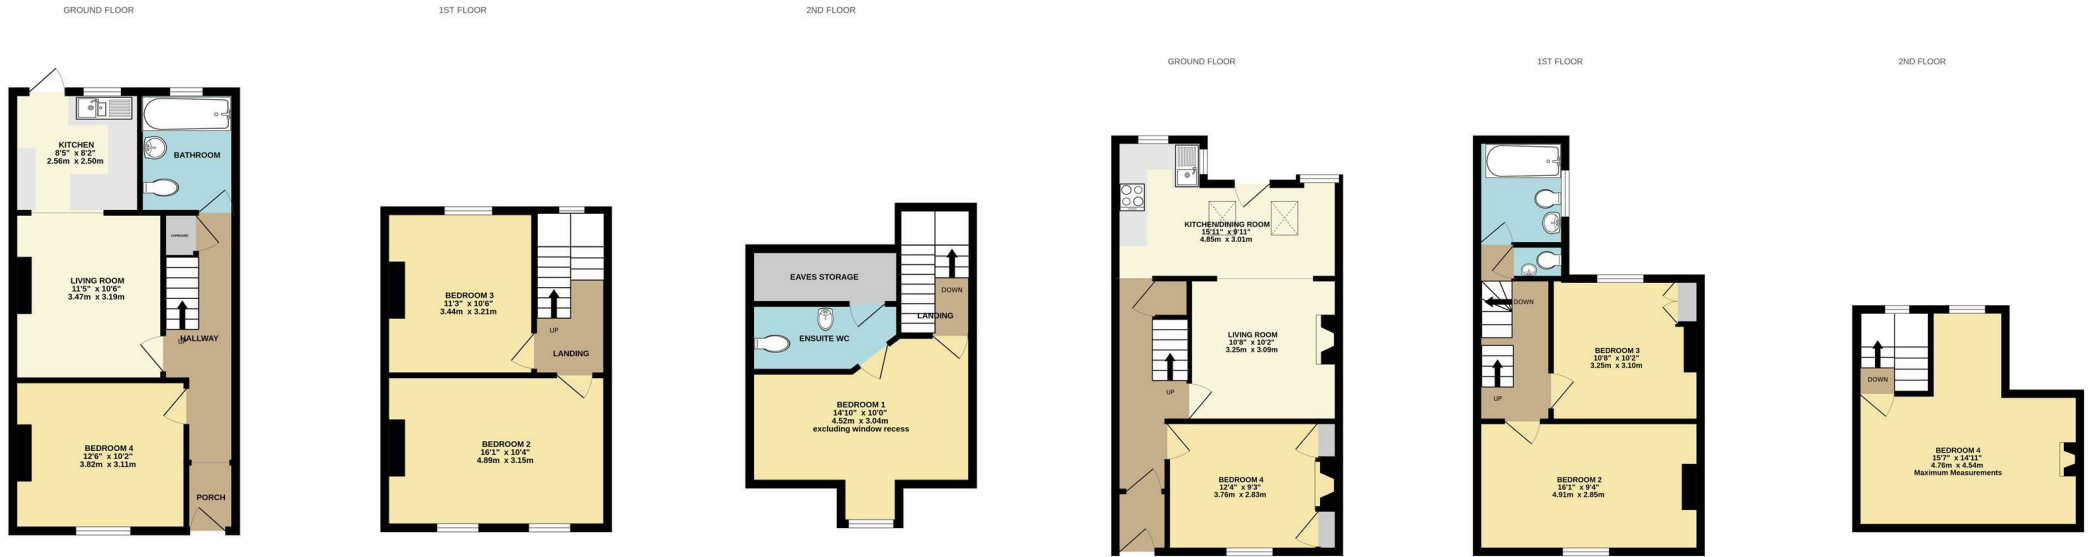 GROUND FLOOR
KITCHEN
8'5" x 8'2"
2.56m x 2.50m
BATHROOM
CUPBOARD
LIVING ROOM
11'5" x 10'6"
3.47m x 3.19m
UP
HALLWAY
BEDROOM 4
12'6" x 10'2"
3.82m x 3.11m
PORCH
1ST FLOOR
BEDROOM 3
11'3" x 10'6"
3.44m x 3.21m
UP
LANDING
BEDROOM 2
16'1" x 10'4"
4.89m x 3.15m
2ND FLOOR
EAVES STORAGE
DOWN
LANDING
ENSUITE WC
BEDROOM 1
14'10" x 10'0"
4.52m x 3.04m
excluding window recess
GROUND FLOOR
KITCHEN/DINING ROOM
15'11" x 9'11"
4.85m x 3.01m
LIVING ROOM
10'8" x 10'2"
3.25m x 3.09m
UP
BEDROOM 4
12'4" x 9'3"
3.76m x 2.83m
1ST FLOOR
DOWN
BEDROOM 3
10'8" x 10'2"
3.25m x 3.10m
UP
BEDROOM 2
16'1" x 9'4"
4.91m x 2.85m
2ND FLOOR
DOWN
BEDROOM 4
15'7" x 14'11"
4.76m x 4.54m
Maximum Measurements